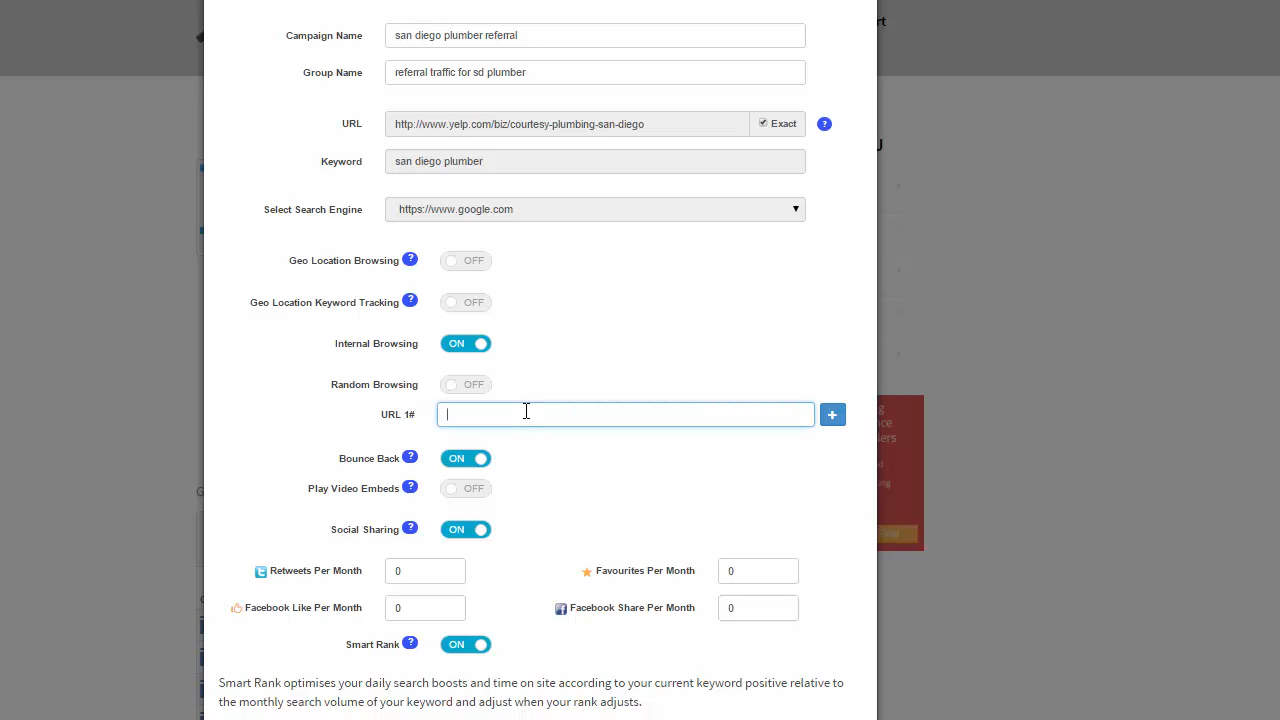 Campaign Name san diego plumber referral
Group Name referral traffic for sd plumber
URL http://www.yelp.com/biz/courtesy-plumbing-san-diego Exact ?
Keyword san diego plumber
Select Search Engine https://www.google.com
Geo Location Browsing ? OFF
Geo Location Keyword Tracking ? OFF
Internal Browsing ON
Random Browsing OFF
URL 1# +
Bounce Back ? ON
Play Video Embeds ? OFF
Social Sharing ? ON
Retweets Per Month 0 Favourites Per Month 0
Facebook Like Per Month 0 Facebook Share Per Month 0
Smart Rank ? ON
Smart Rank optimises your daily search boosts and time on site according to your current keyword positive relative to
the monthly search volume of your keyword and adjust when your rank adjusts.